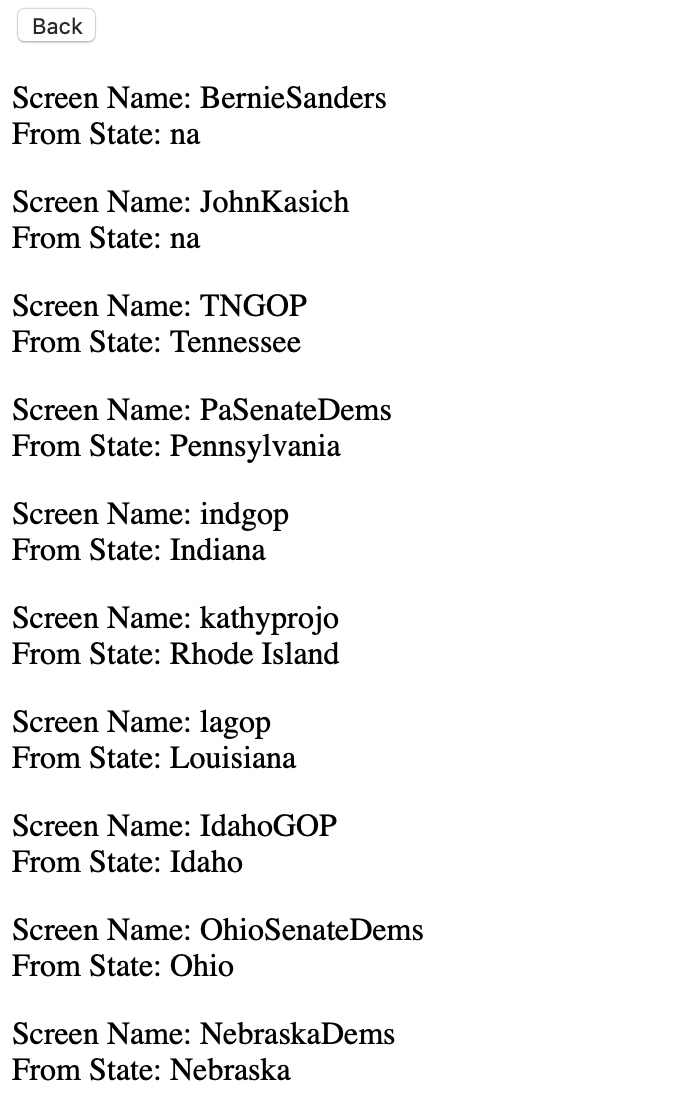 Back
Screen Name: BernieSanders
From State: na
Screen Name: JohnKasich
From State: na
Screen Name: TNGOP
From State: Tennessee
Screen Name: PaSenateDems
From State: Pennsylvania
Screen Name: indgop
From State: Indiana
Screen Name: kathyprojo
From State: Rhode Island
Screen Name: lagop
From State: Louisiana
Screen Name: IdahoGOP
From State: Idaho
Screen Name: OhioSenateDems
From State: Ohio
Screen Name: NebraskaDems
From State: Nebraska